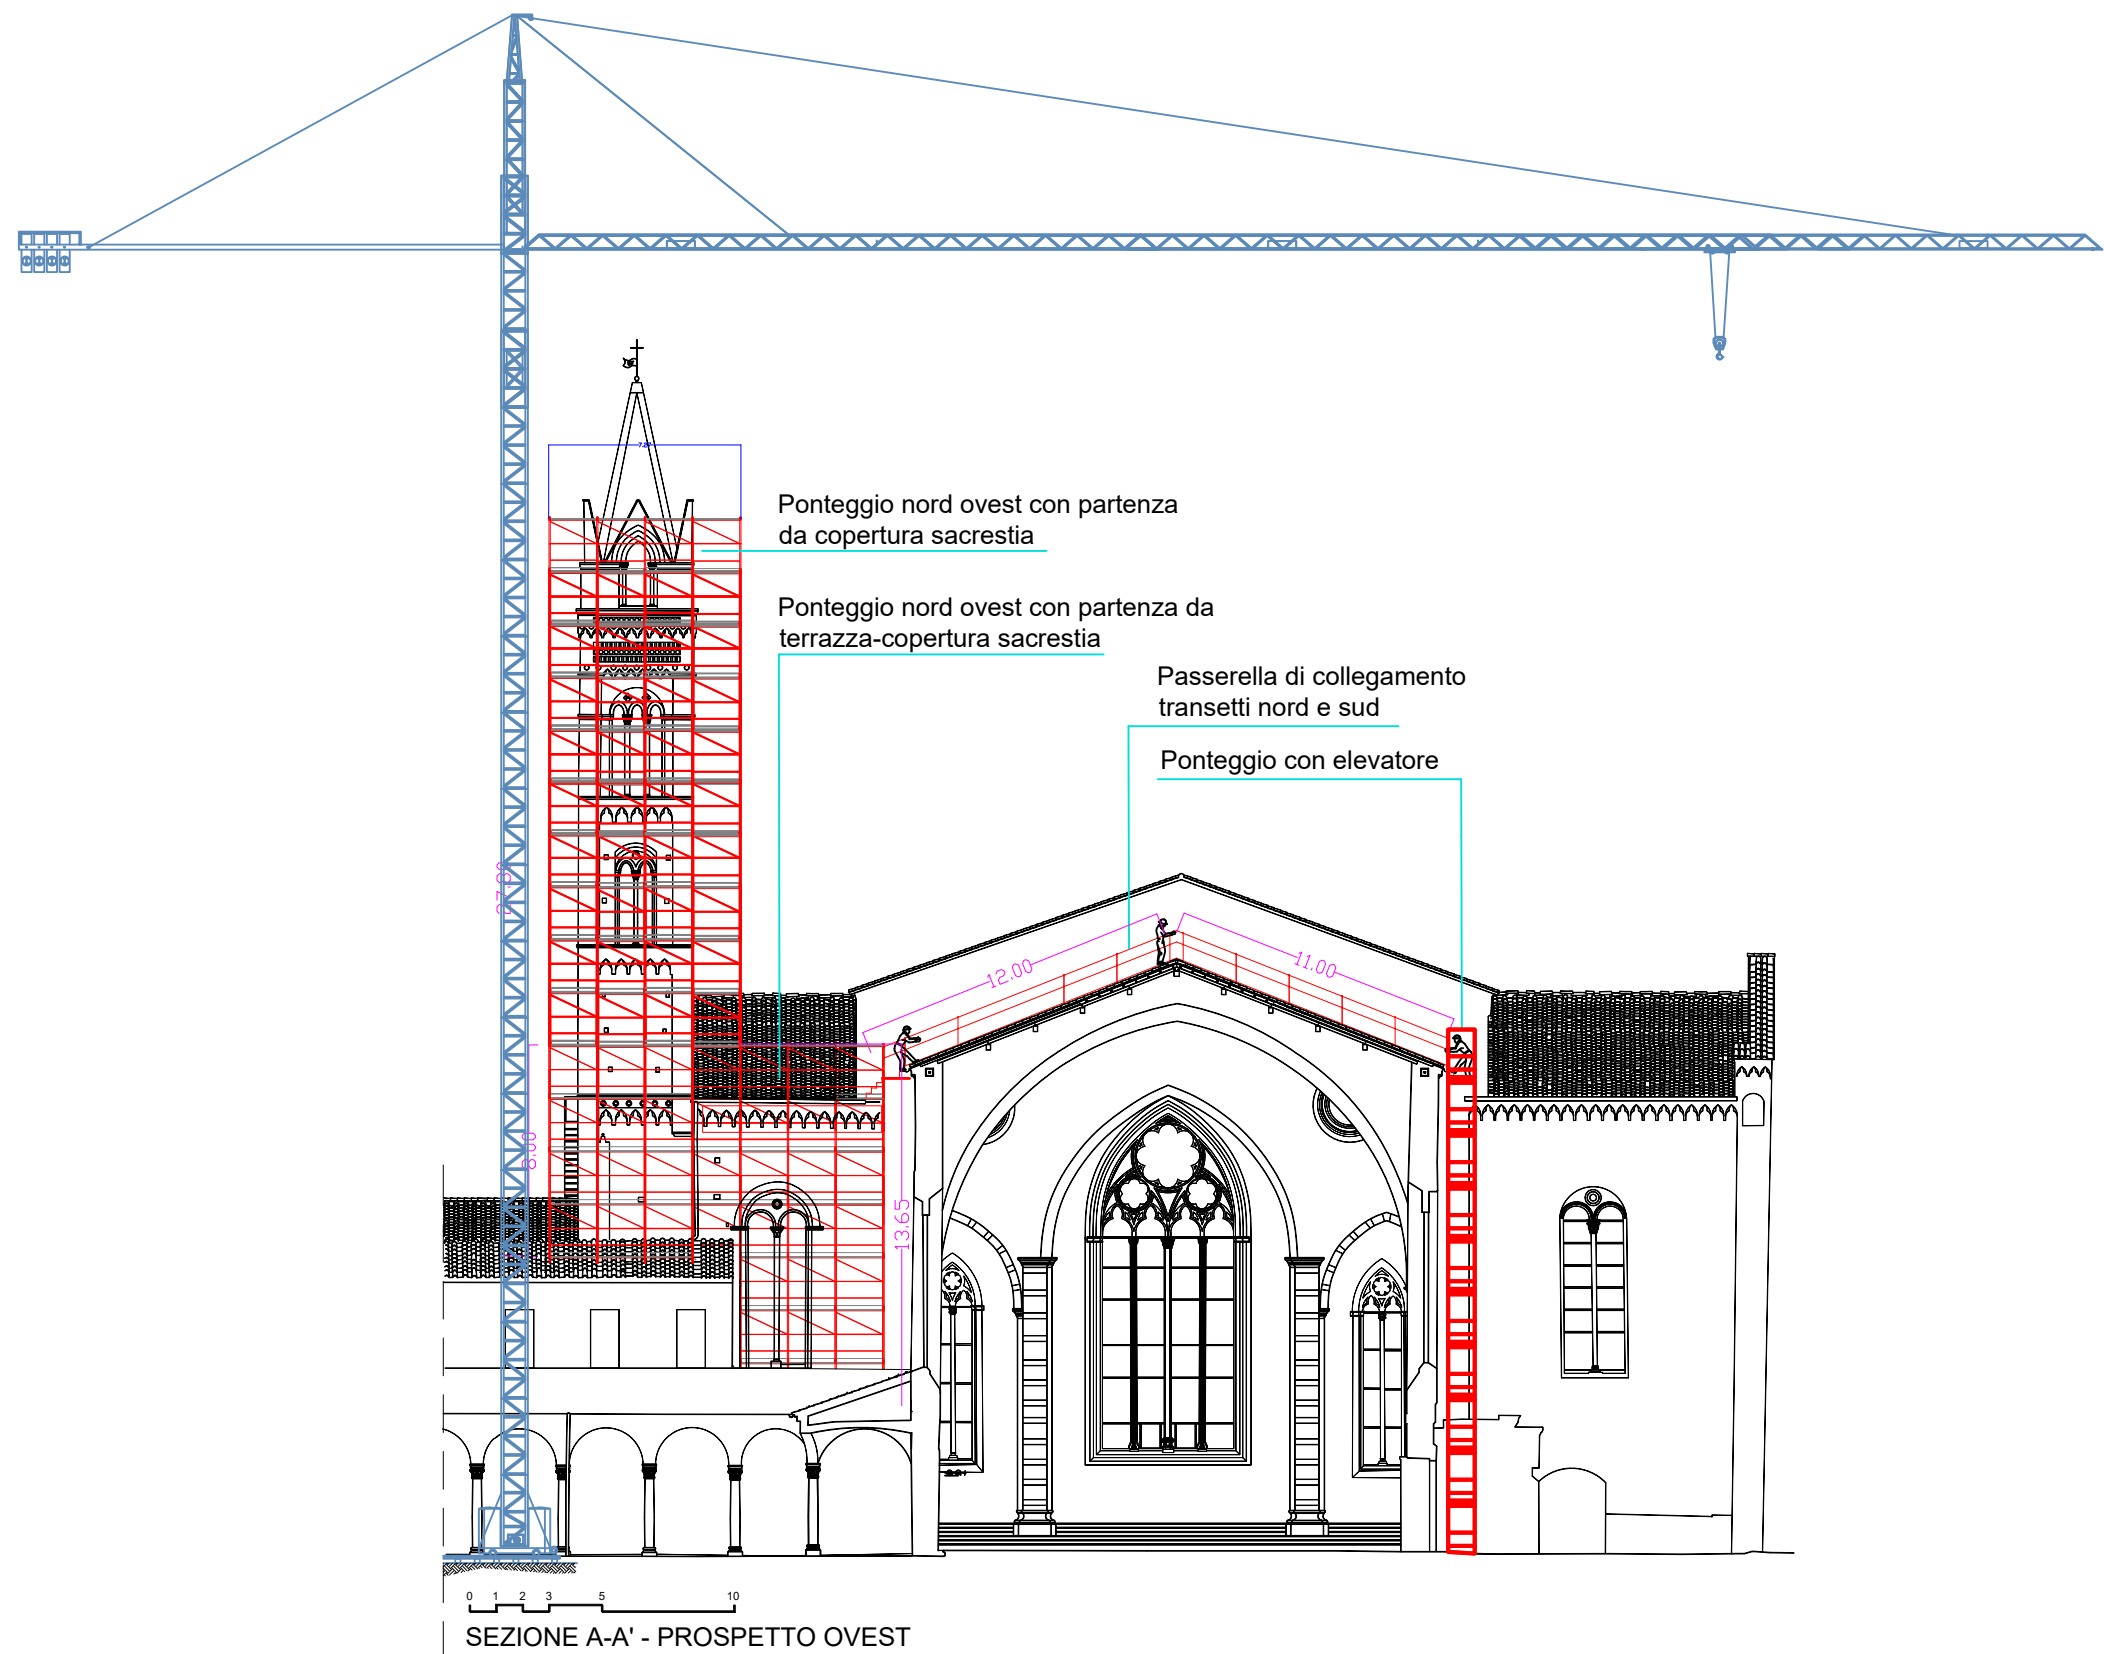 7.27
Ponteggio nord ovest con partenza
da copertura sacrestia
Ponteggio nord ovest con partenza da
terrazza-copertura sacrestia
Passerella di collegamento
transetti nord e sud
Ponteggio con elevatore
12.00
11.00
8.00
13.65
0 1 2 3 5 10
SEZIONE A-A' - PROSPETTO OVEST